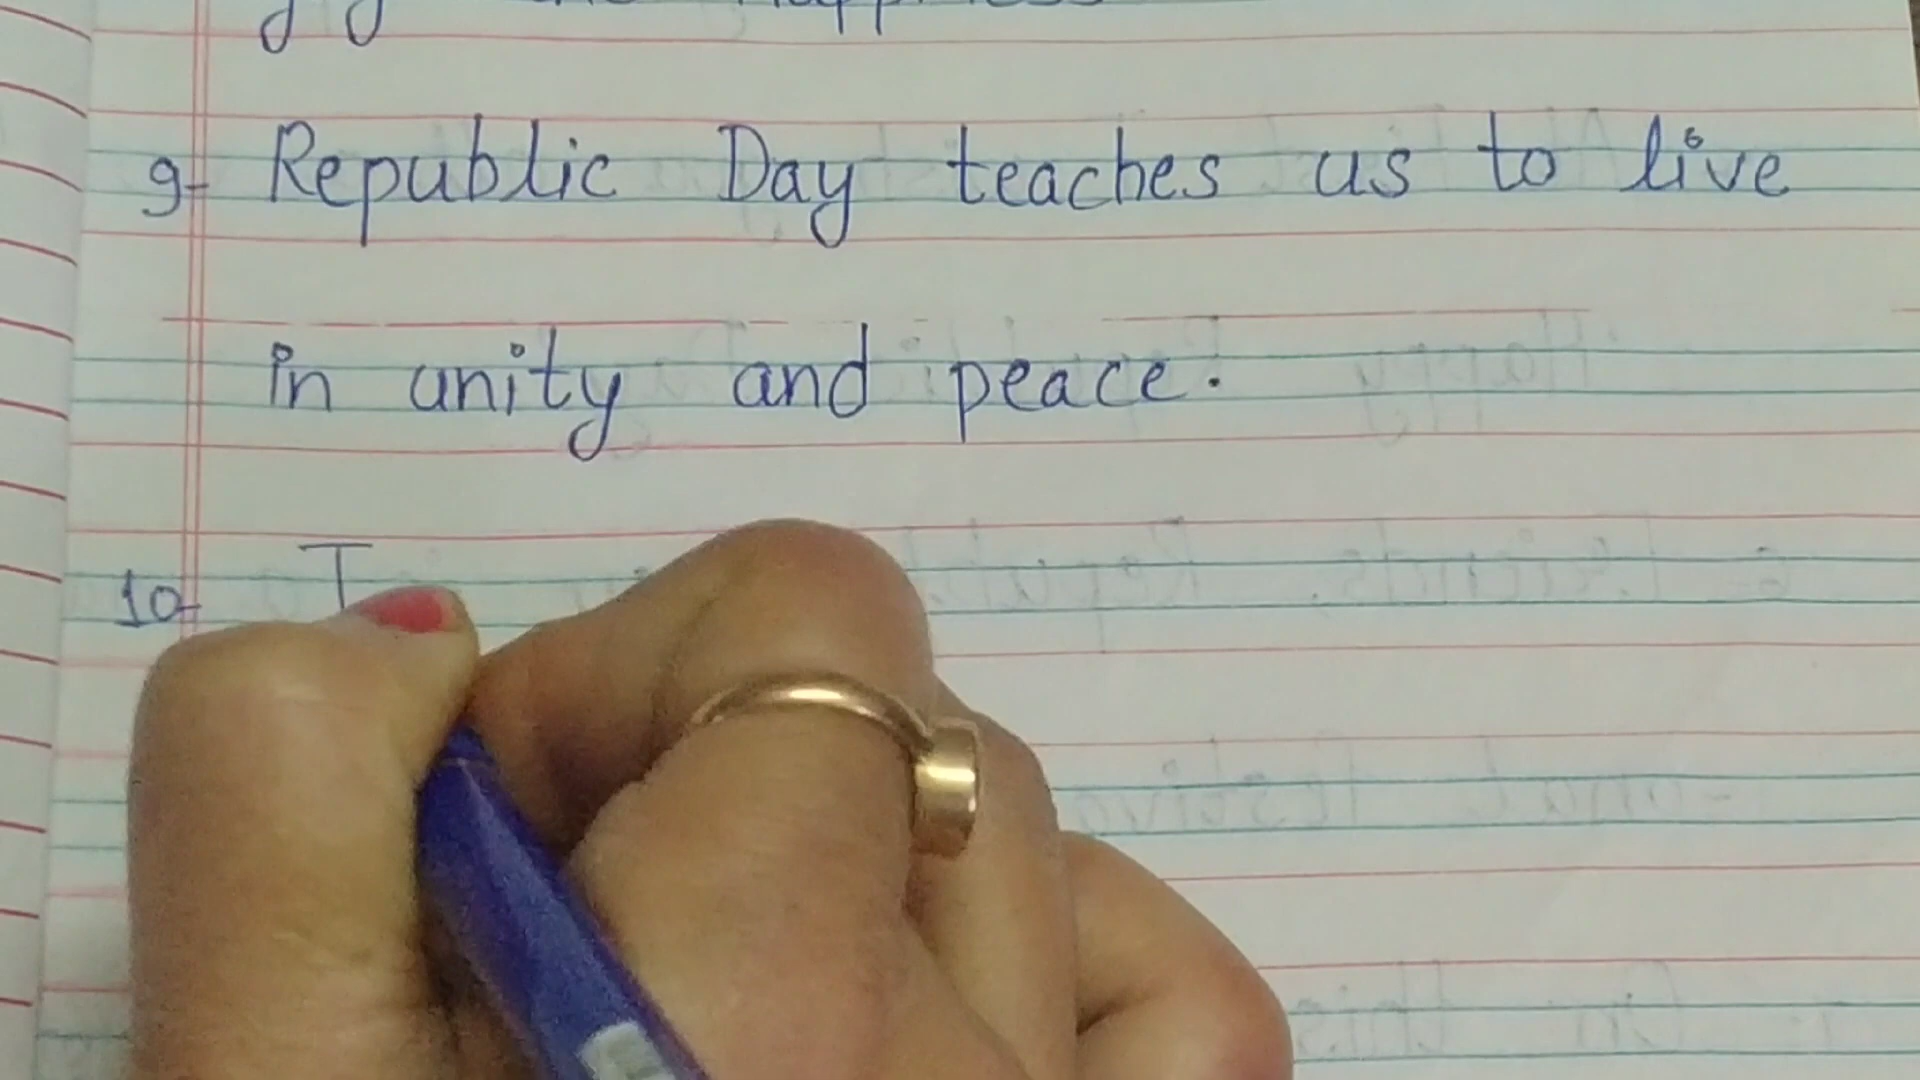 9- Republic Day teaches us to live
in unity and peace.
10- I